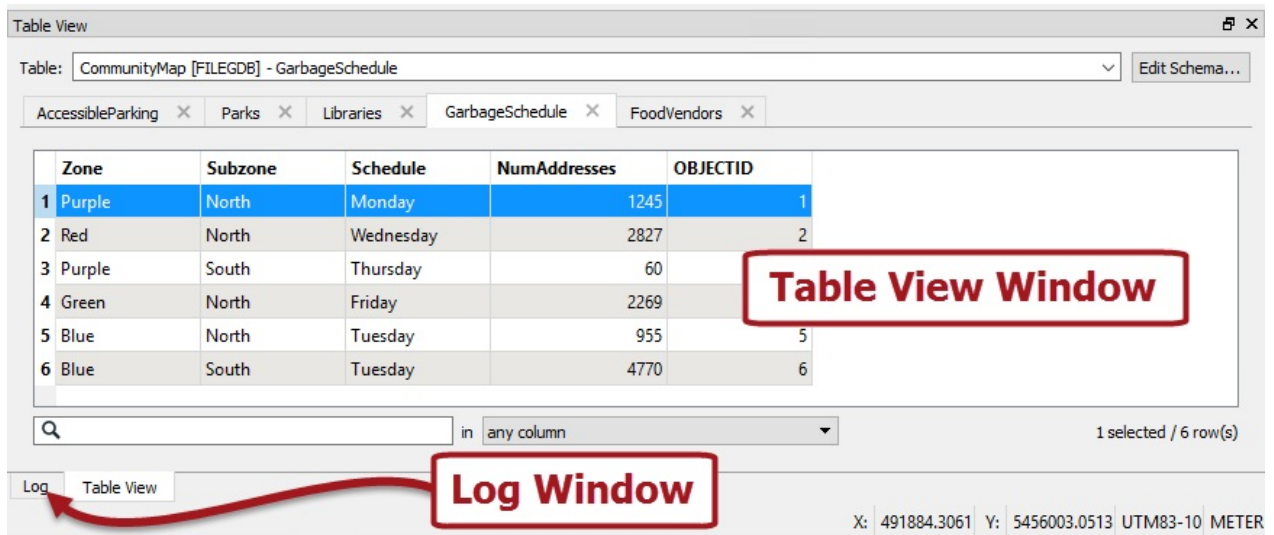 Table View
Table: CommunityMap [FILEGDB] - GarbageSchedule Edit Schema...
AccessibleParking Parks Libraries GarbageSchedule FoodVendors
Zone Subzone Schedule NumAddresses OBJECTID
1 Purple North Monday 1245 1
2 Red North Wednesday 2827 2
3 Purple South Thursday 60
4 Green North Friday 2269
5 Blue North Tuesday 955 5
6 Blue South Tuesday 4770 6
Table View Window
in any column 1 selected / 6 row(s)
Log Table View
Log Window
X: 491884.3061 Y: 5456003.0513 UTM83-10 METER